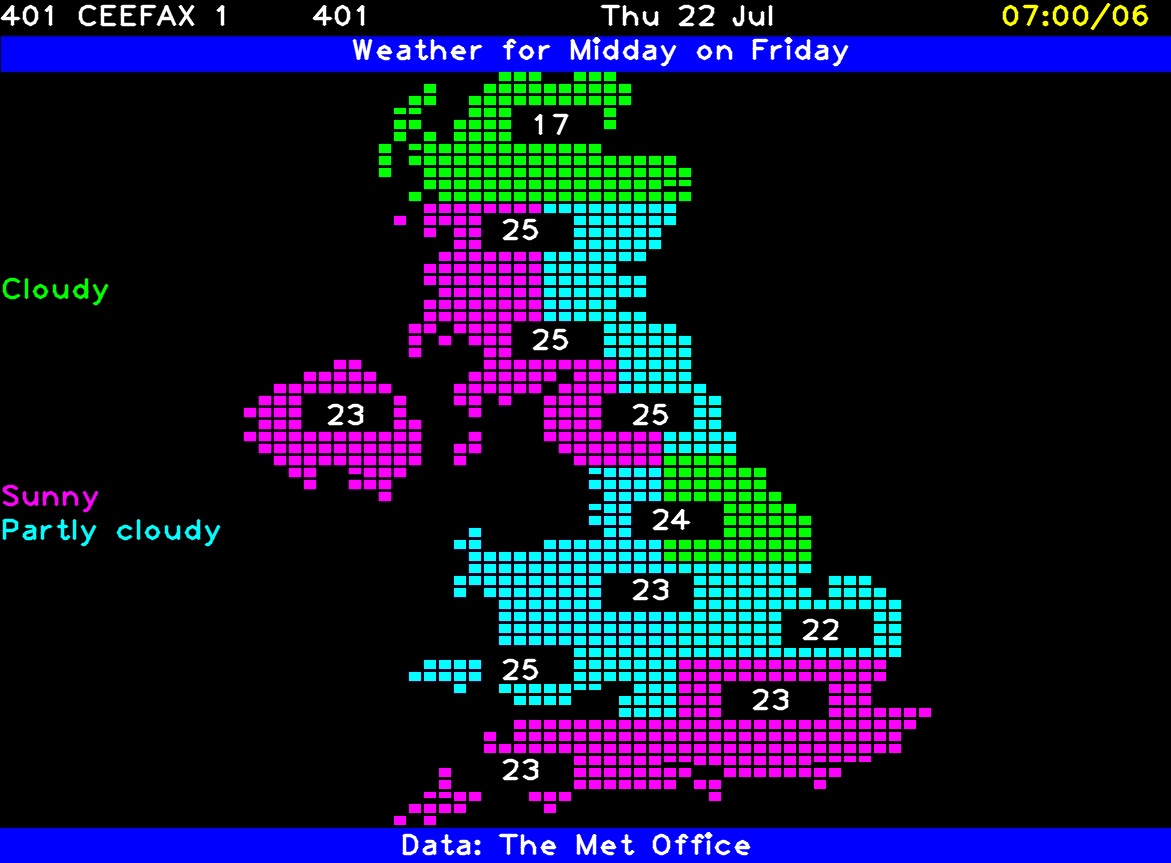 401 CEEFAX 1 401 Thu 22 Jul 07:00/06
Weather for Midday on Friday
17
25
Cloudy
25
23
25
Sunny
24
Partly cloudy
23
22
25
23
23
Data: The Met Office